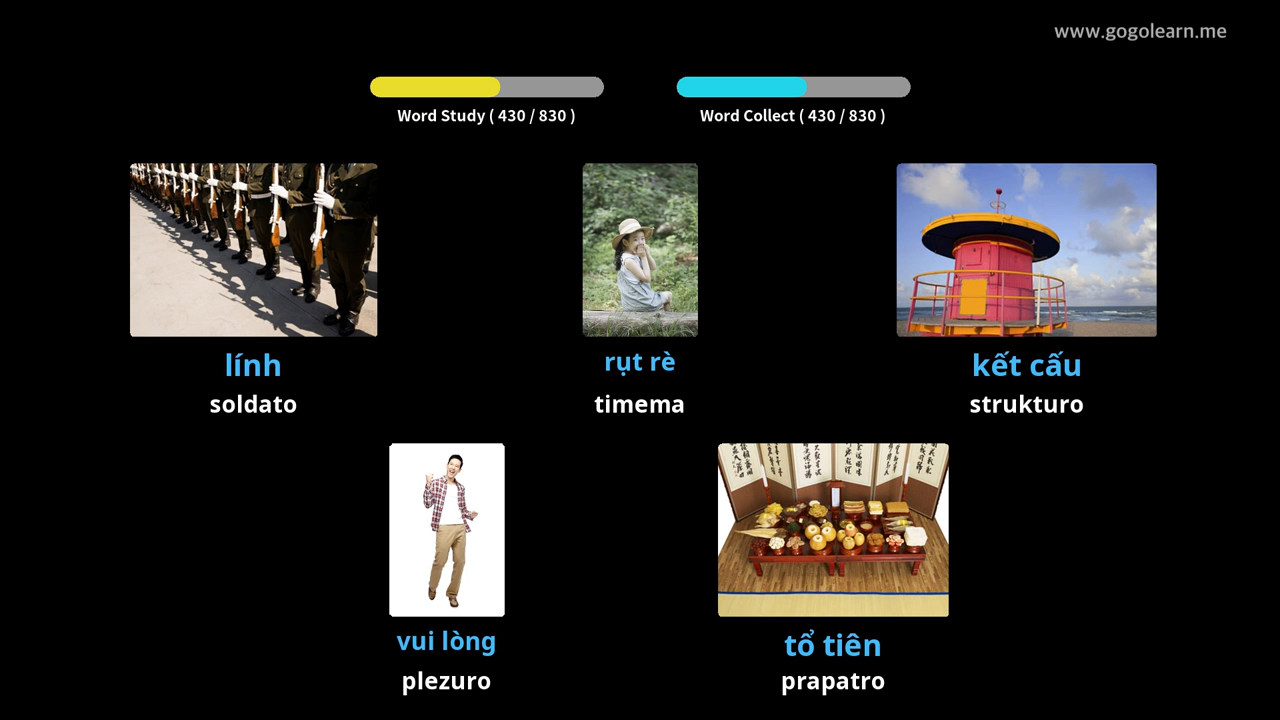 www.gogolearn.me
Word Study ( 430 / 830 )
Word Collect ( 430 / 830 )
lính
soldato
rụt rè
timema
kết cấu
strukturo
vui lòng
plezuro
tổ tiên
prapatro